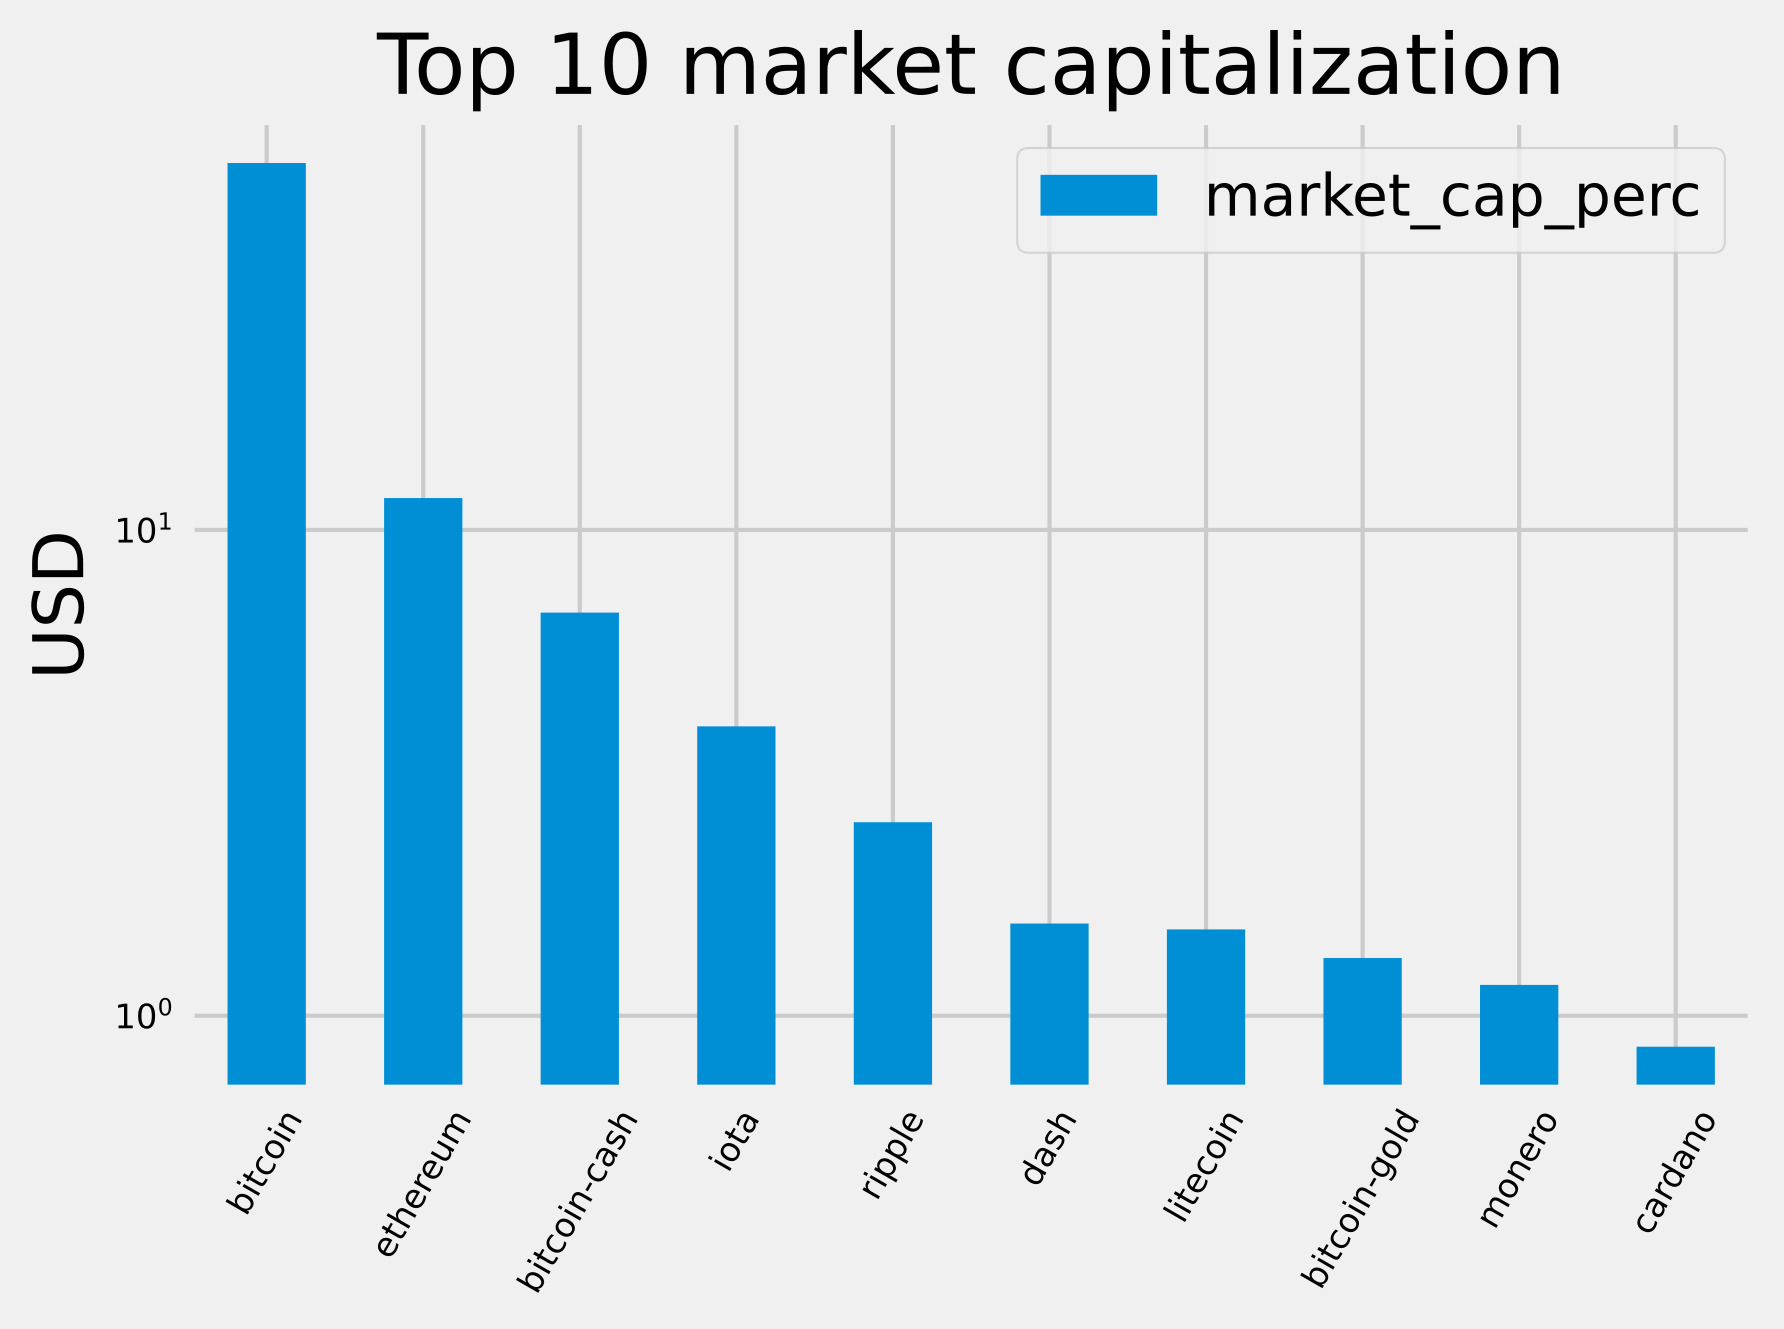 Top 10 market capitalization
market_cap_perc
USD
10¹
10⁰
bitcoin
ethereum
bitcoin-cash
iota
ripple
dash
litecoin
bitcoin-gold
monero
cardano